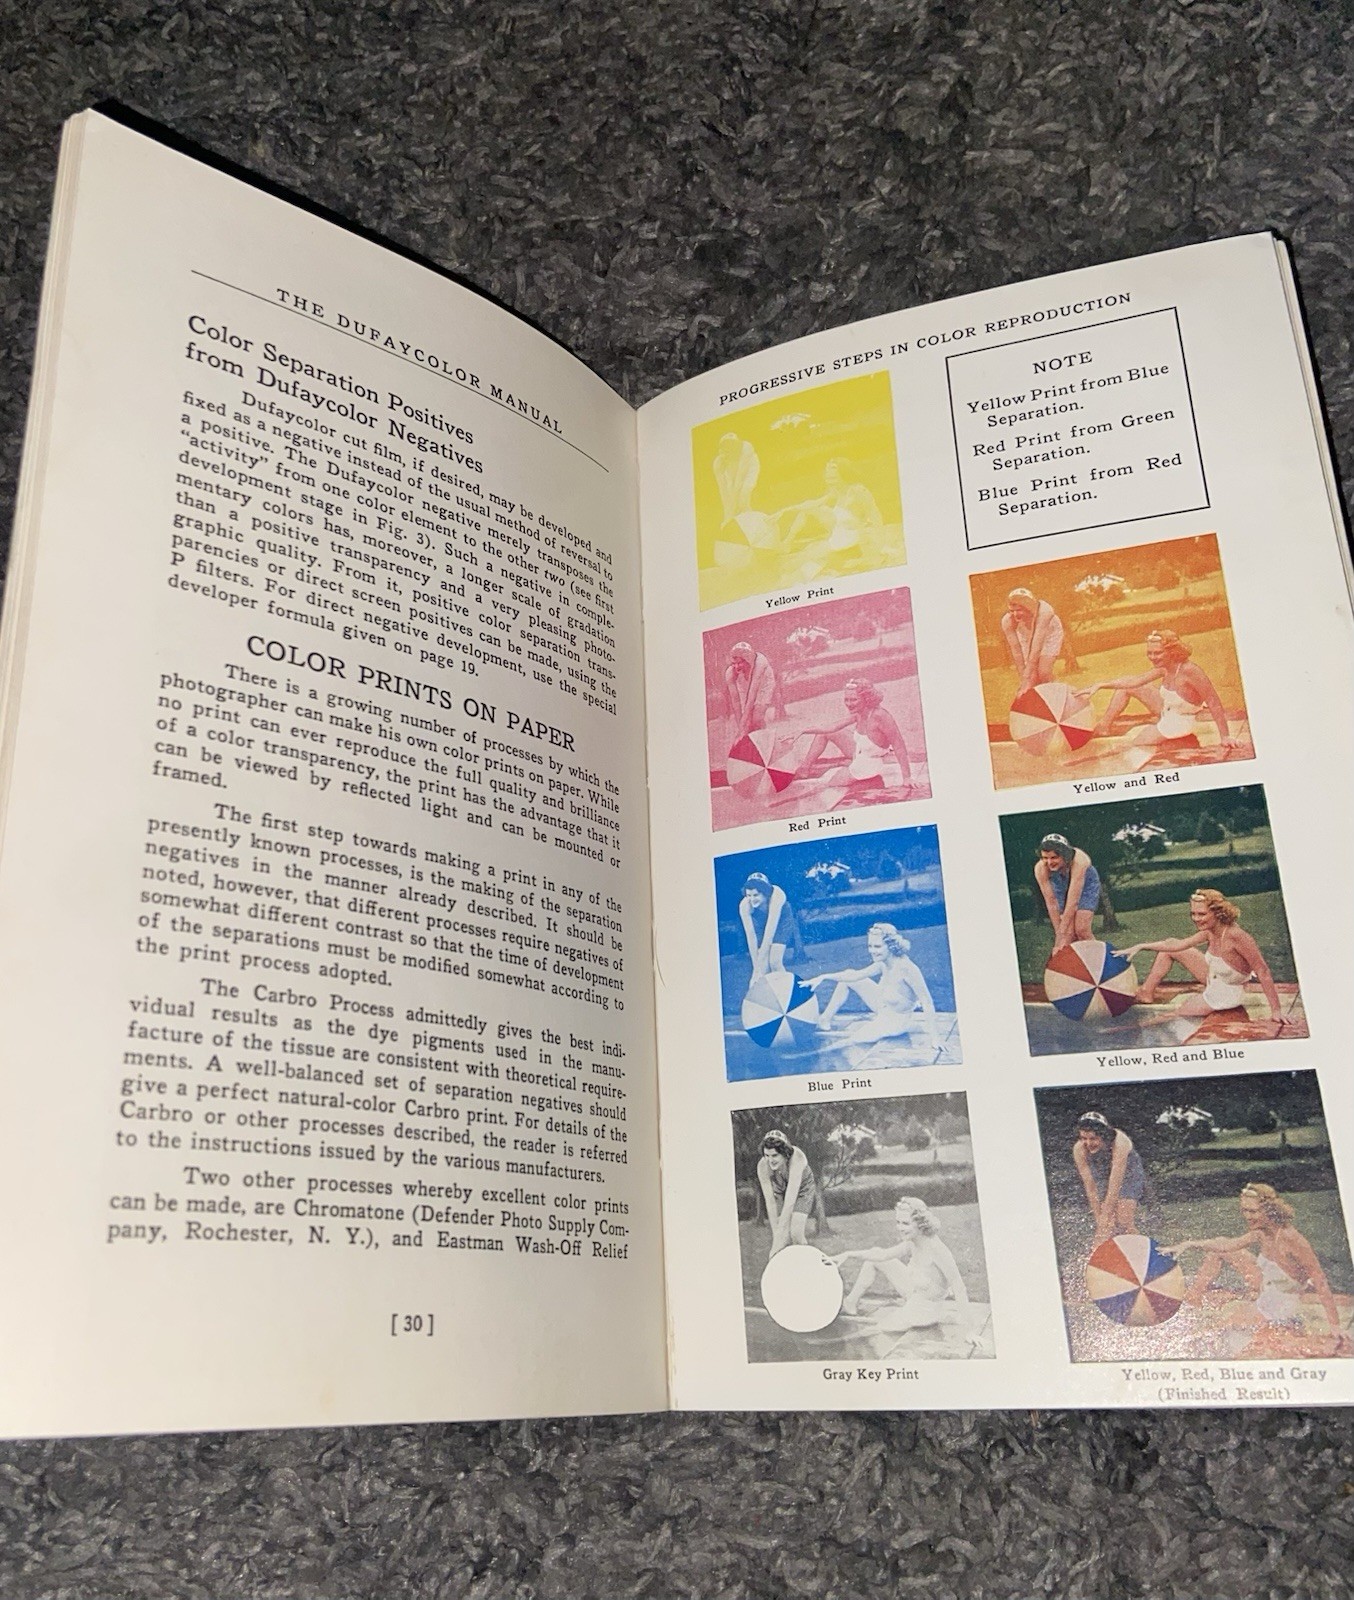 THE DUFAYCOLOR MANUAL
Color Separation Positives
from Dufaycolor Negatives
Dufaycolor cut film, if desired, may be developed and
fixed as a negative instead of the usual method of reversal to
a positive. The Dufaycolor negative merely transposes the
“activity” from one color element to the other two (see first
development stage in Fig. 3). Such a negative in comple-
mentary colors has, moreover, a longer scale of gradation
than a positive transparency and a very pleasing photo-
graphic quality. From it, positive color separation trans-
parencies or direct screen positives can be made, using the
P filters. For direct negative development, use the special
developer formula given on page 19.
COLOR PRINTS ON PAPER
There is a growing number of processes by which the
photographer can make his own color prints on paper. While
no print can ever reproduce the full quality and brilliance
of a color transparency, the print has the advantage that it
can be viewed by reflected light and can be mounted or
framed.
The first step towards making a print in any of the
presently known processes, is the making of the separation
negatives in the manner already described. It should be
noted, however, that different processes require negatives of
somewhat different contrast so that the time of development
of the separations must be modified somewhat according to
the print process adopted.
The Carbro Process admittedly gives the best indi-
vidual results as the dye pigments used in the manu-
facture of the tissue are consistent with theoretical require-
ments. A well-balanced set of separation negatives should
give a perfect natural-color Carbro print. For details of the
Carbro or other processes described, the reader is referred
to the instructions issued by the various manufacturers.
Two other processes whereby excellent color prints
can be made, are Chromatone (Defender Photo Supply Com-
pany, Rochester, N. Y.), and Eastman Wash-Off Relief
[ 30 ]
PROGRESSIVE STEPS IN COLOR REPRODUCTION
NOTE
Yellow Print from Blue
Separation.
Red Print from Green
Separation.
Blue Print from Red
Separation.
Yellow Print
Red Print
Yellow and Red
Blue Print
Yellow, Red and Blue
Gray Key Print
Yellow, Red, Blue and Gray
(Finished Result)